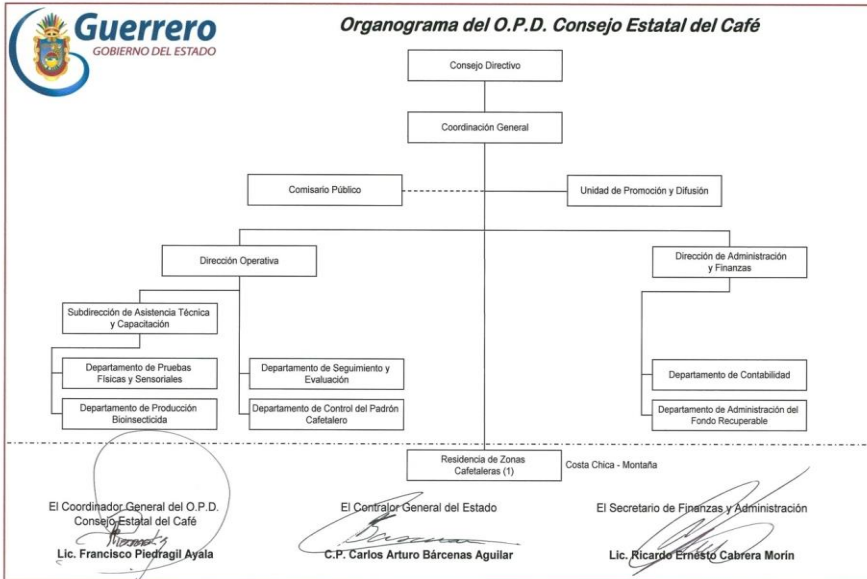 Guerrero
GOBIERNO DEL ESTADO
Organograma del O.P.D. Consejo Estatal del Café
Consejo Directivo
Coordinación General
Comisario Público
Unidad de Promoción y Difusión
Dirección Operativa
Dirección de Administración
y Finanzas
Subdirección de Asistencia Técnica
y Capacitación
Departamento de Pruebas
Físicas y Sensoriales
Departamento de Seguimiento y
Evaluación
Departamento de Contabilidad
Departamento de Producción
Bioinsecticida
Departamento de Control del Padrón
Cafetalero
Departamento de Administración del
Fondo Recuperable
Residencia de Zonas
Cafetaleras (1)
Costa Chica - Montaña
El Coordinador General del O.P.D.
Consejo Estatal del Café
Lic. Francisco Piedragil Ayala
El Contralor General del Estado
C.P. Carlos Arturo Bárcenas Aguilar
El Secretario de Finanzas y Administración
Lic. Ricardo Ernesto Cabrera Morín